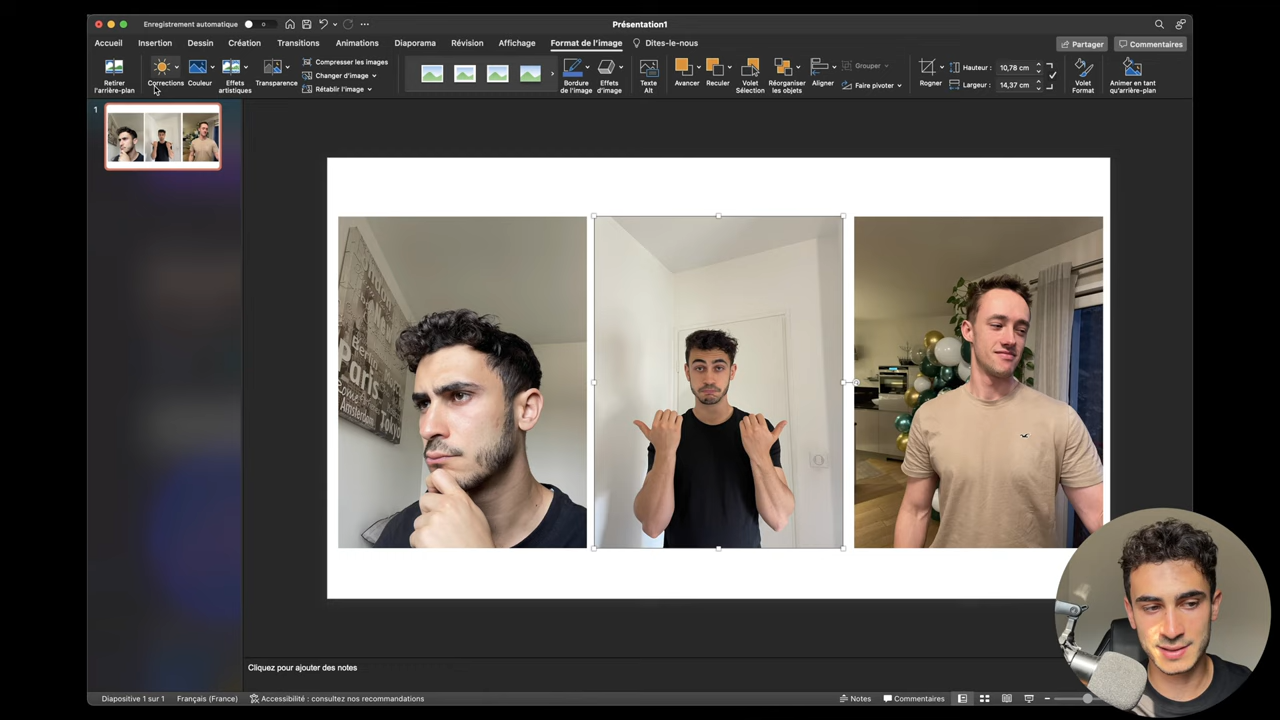 Enregistrement automatique
Présentation1
Accueil Insertion Dessin Création Transitions Animations Diaporama Révision Affichage Format de l'image Dites-le-nous
Partager Commentaires
Retirer l'arrière-plan
Corrections
Couleur
Effets artistiques
Transparence
Compresser les images
Changer d'image
Rétablir l'image
Bordure de l'image
Effets d'image
Texte Alt
Avancer
Reculer
Volet Sélection
Réorganiser les objets
Aligner
Grouper
Faire pivoter
Rogner
Hauteur : 10,78 cm
Largeur : 14,37 cm
Volet Format
Animer en tant qu'arrière-plan
1
Paris
Amsterdam
Tokyo
Cliquez pour ajouter des notes
Diapositive 1 sur 1 Français (France) Accessibilité : consultez nos recommandations
Notes Commentaires